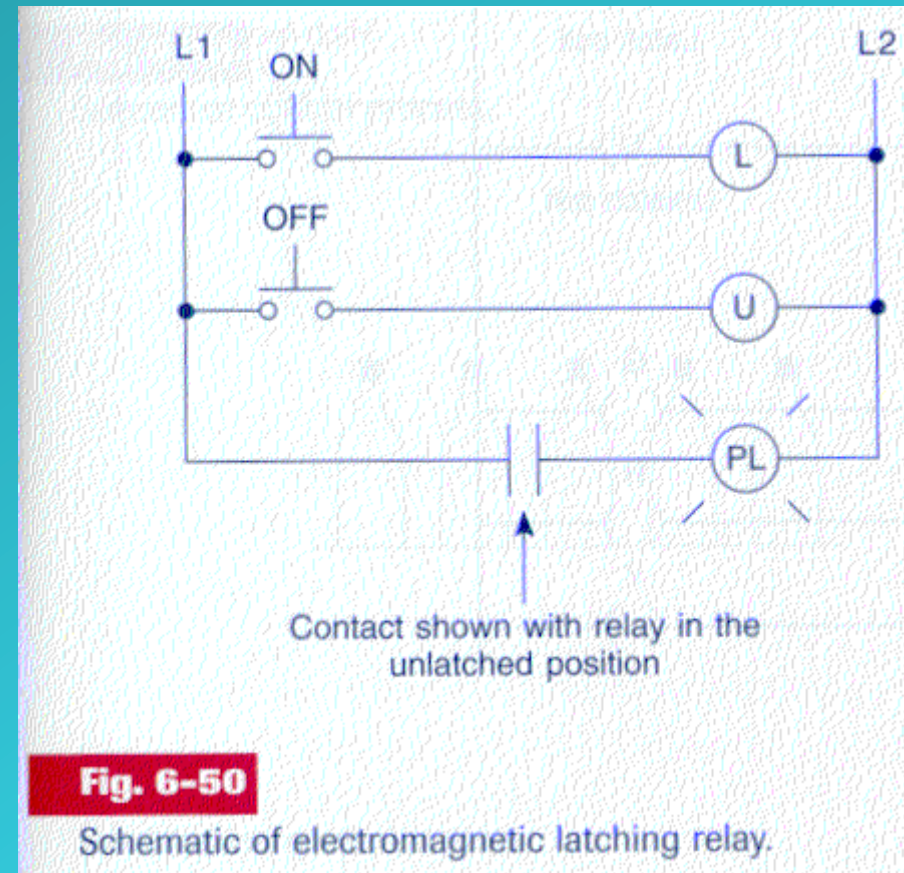 L1
L2
ON
L
OFF
U
PL
Contact shown with relay in the
unlatched position
Fig. 6-50
Schematic of electromagnetic latching relay.